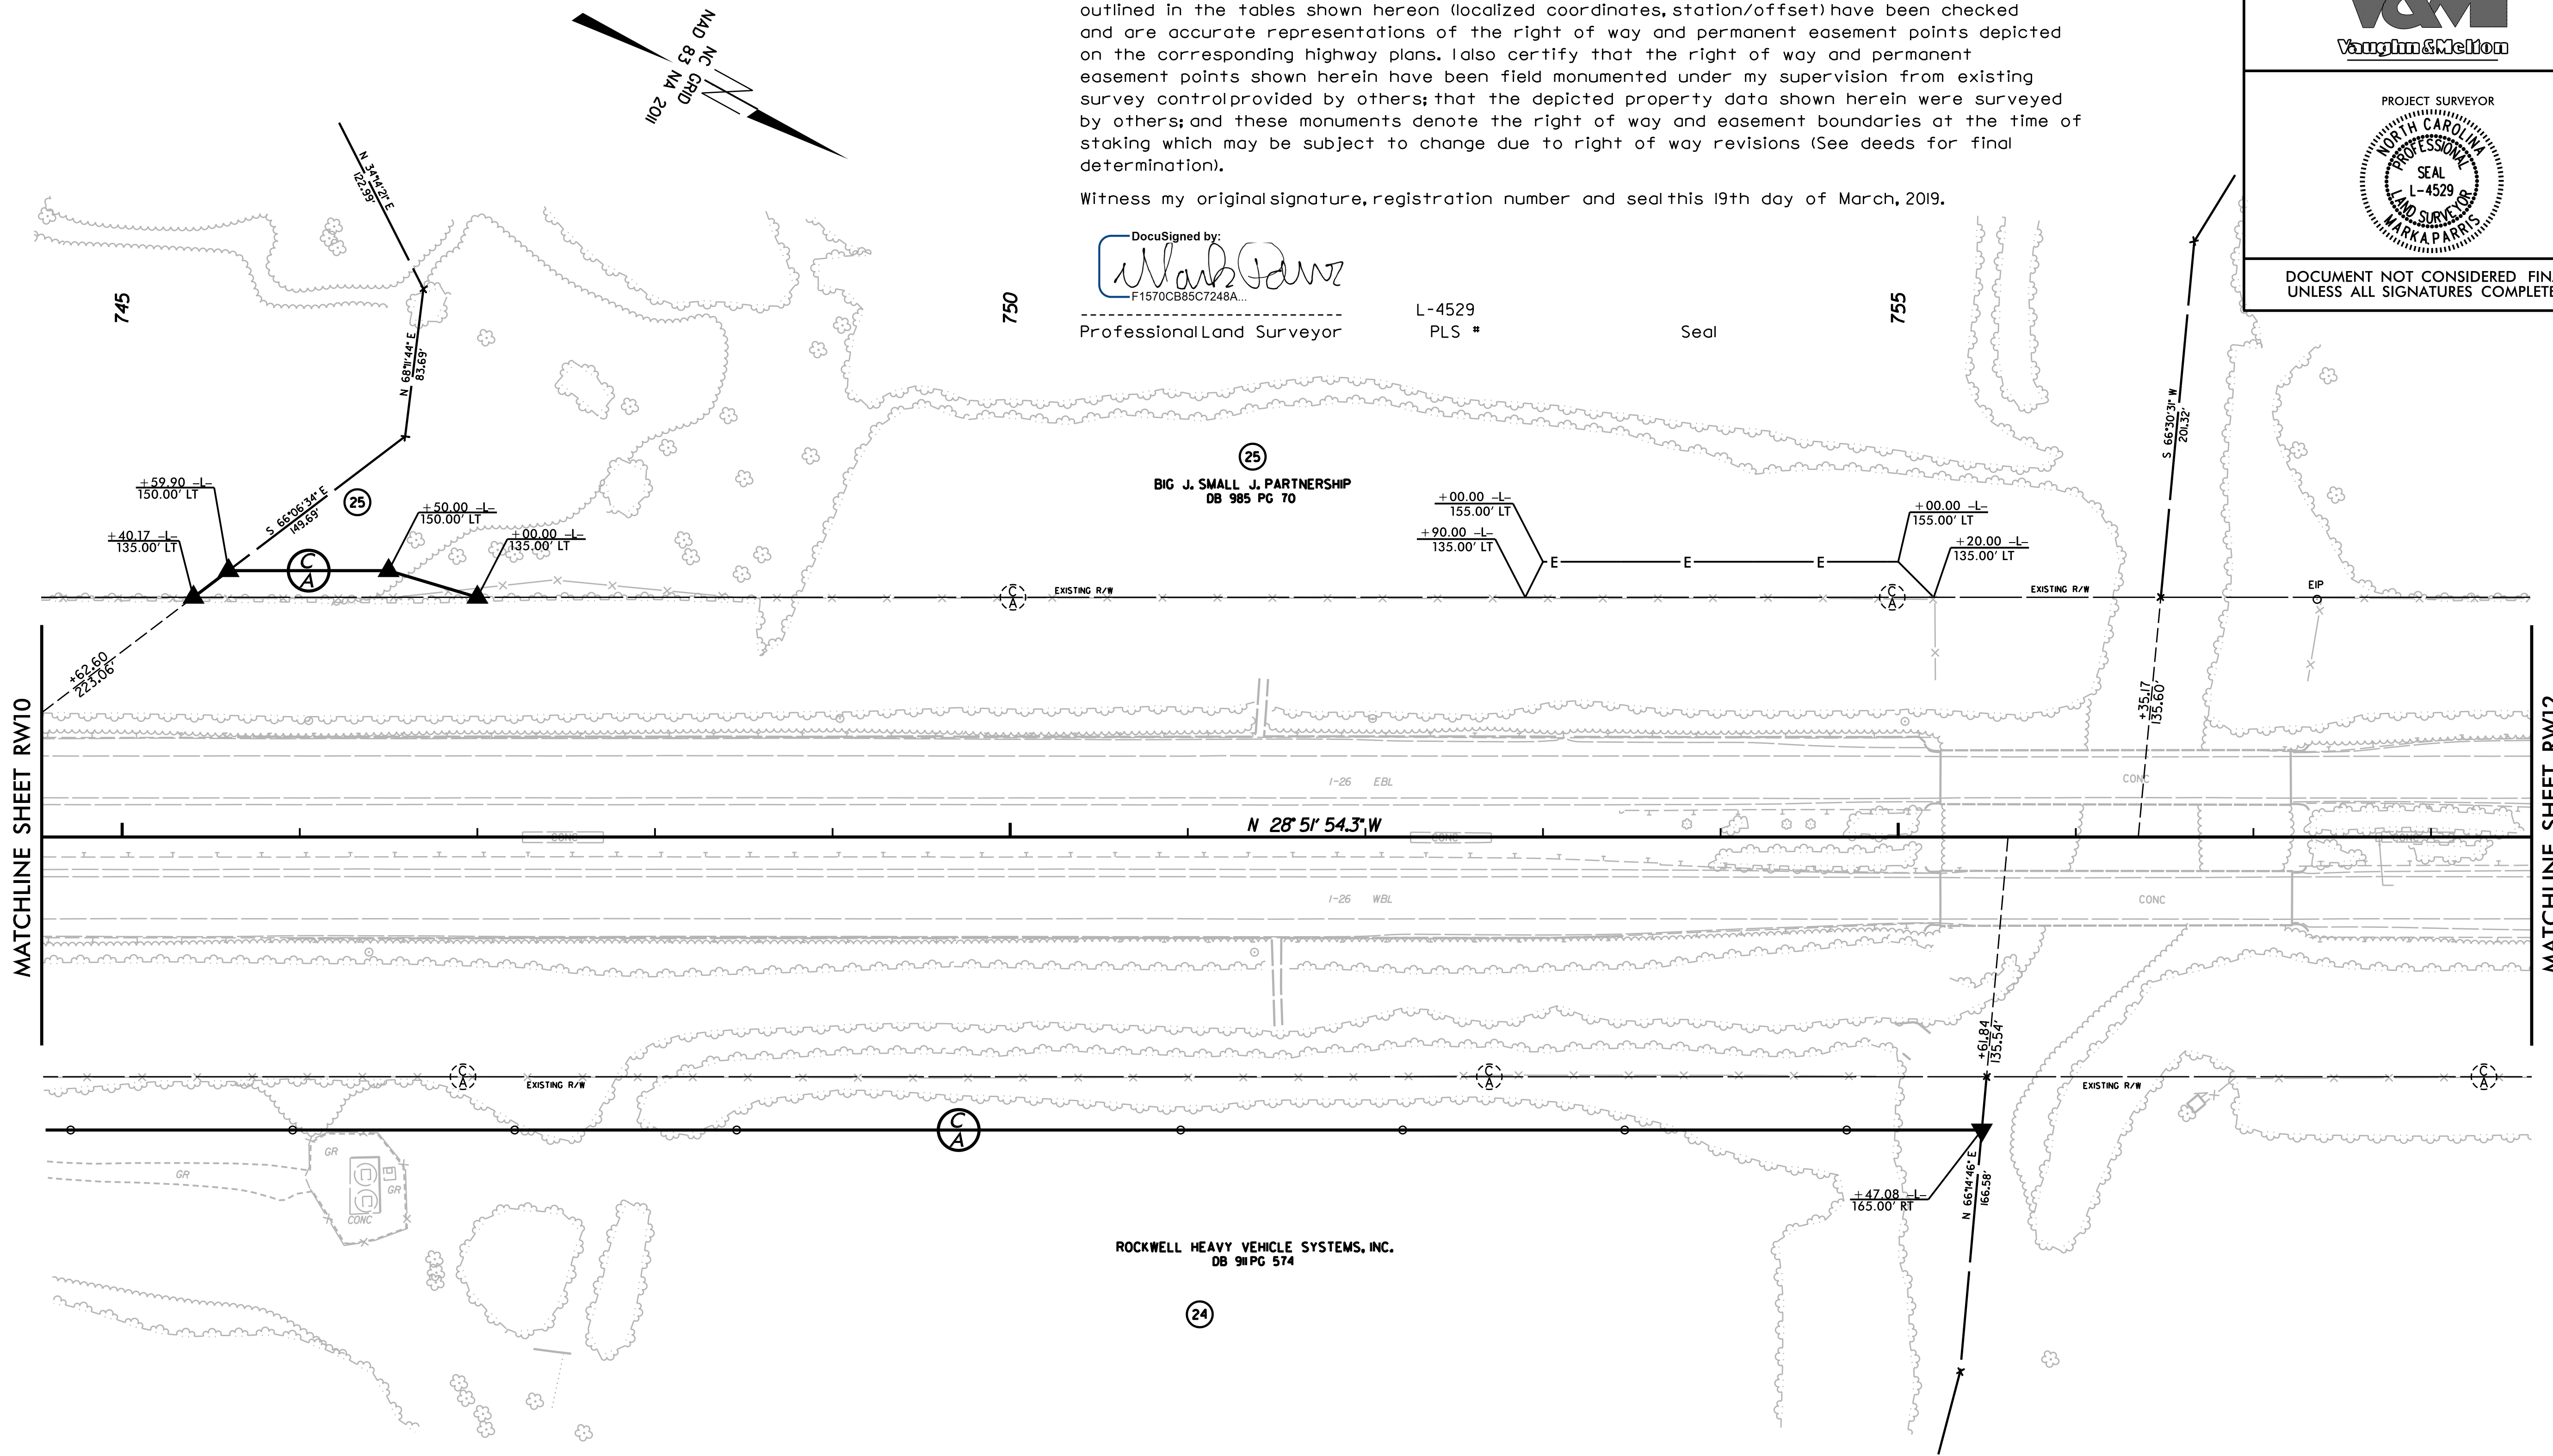 outlined in the tables shown hereon (localized coordinates, station/offset) have been checked
and are accurate representations of the right of way and permanent easement points depicted
on the corresponding highway plans. I also certify that the right of way and permanent
easement points shown herein have been field monumented under my supervision from existing
survey control provided by others; that the depicted property data shown herein were surveyed
by others; and these monuments denote the right of way and easement boundaries at the time of
staking which may be subject to change due to right of way revisions (See deeds for final
determination).
Witness my original signature, registration number and seal this 19th day of March, 2019.
DocuSigned by:
F1570CB85C7248A...
L-4529
Professional Land Surveyor
PLS #
Seal
V&M
Vaughn & Melton
PROJECT SURVEYOR
NORTH CAROLINA
PROFESSIONAL
SEAL
L-4529
LAND SURVEYOR
MARK A. PARRIS
DOCUMENT NOT CONSIDERED FIN
UNLESS ALL SIGNATURES COMPLETE
NC GRID
NAD 83 NA 2011
N 34°14'21" E
122.99'
745
750
755
N 68°11'44" E
83.69'
S 66°30'31" W
201.32'
25
BIG J. SMALL J. PARTNERSHIP
DB 985 PG 70
+59.90 -L-
150.00' LT
S 66°06'34" E
149.69'
25
+50.00 -L-
150.00' LT
+40.17 -L-
135.00' LT
+00.00 -L-
135.00' LT
+00.00 -L-
155.00' LT
+90.00 -L-
135.00' LT
+00.00 -L-
155.00' LT
+20.00 -L-
135.00' LT
C
A
E
E
E
C
A
EXISTING R/W
C
A
EXISTING R/W
EIP
+62.60
223.06'
+35.17
135.60'
MATCHLINE SHEET RW10
MATCHLINE SHEET RW12
I-26 EBL
CONC
N 28° 51' 54.3" W
CONC
CONC
I-26 WBL
CONC
+61.84
135.54'
C
A
EXISTING R/W
C
A
EXISTING R/W
C
A
C
A
GR
GR
GR
CONC
N 66°14'46" E
166.58'
+47.08 -L-
165.00' RT
ROCKWELL HEAVY VEHICLE SYSTEMS, INC.
DB 911 PG 574
24